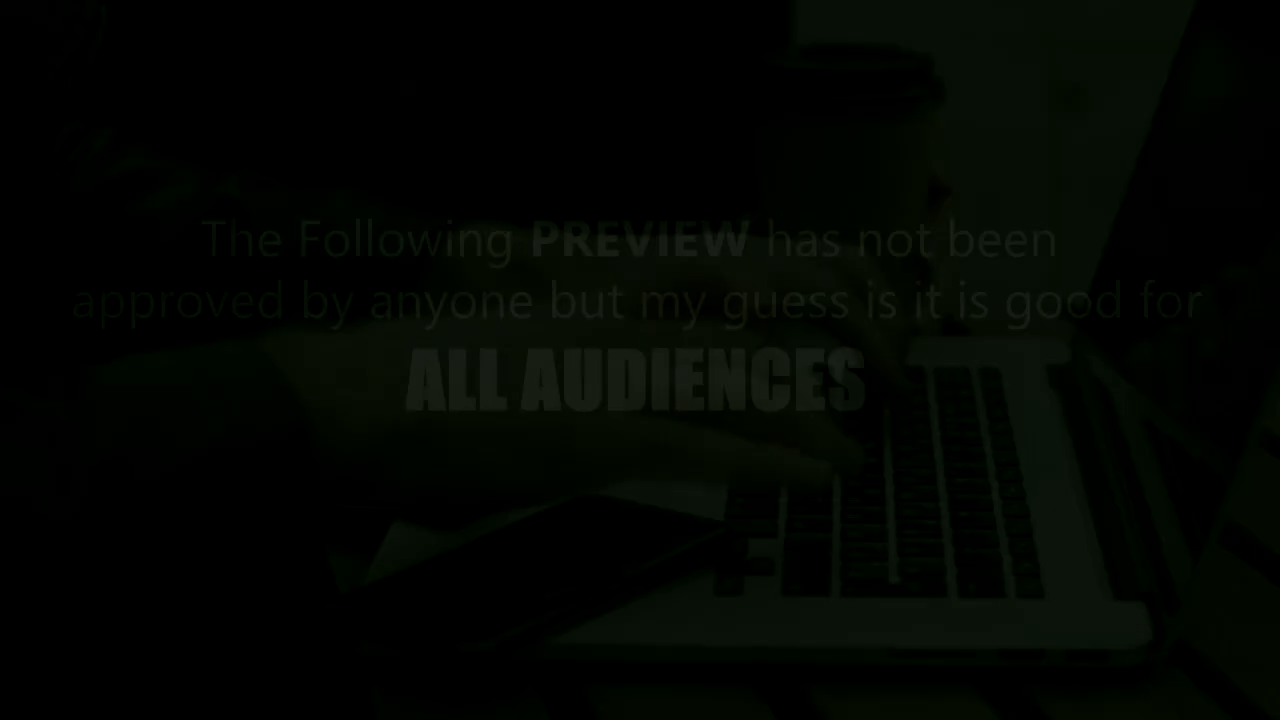 The Following PREVIEW has not been
approved by anyone but my guess is it is good for
ALL AUDIENCES